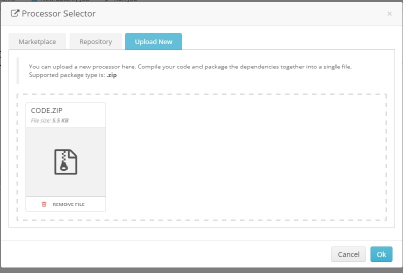 Processor Selector
×
Marketplace
Repository
Upload New
You can upload a new processor here. Compile your code and package the dependencies together into a single file.
Supported package type is: .zip
CODE.ZIP
File size: 5.5 KB
REMOVE FILE
Cancel
Ok